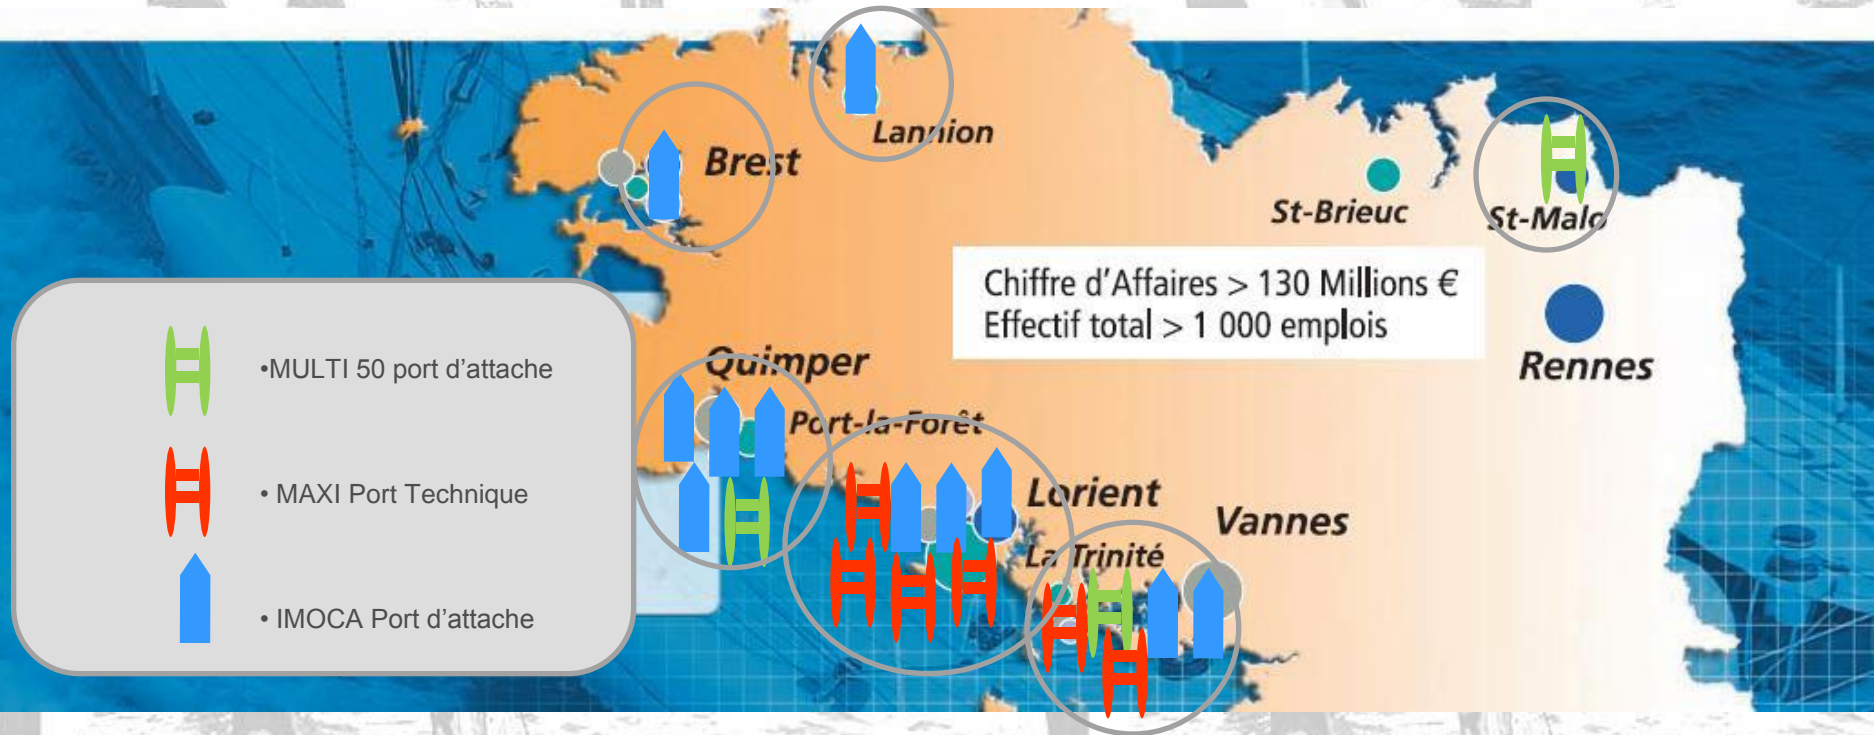 Lannion
Brest
St-Brieuc
St-Malo
Chiffre d'Affaires > 130 Millions €
Effectif total > 1 000 emplois
Rennes
Quimper
Port-la-Forêt
Lorient
Vannes
La Trinité
•MULTI 50 port d'attache
• MAXI Port Technique
• IMOCA Port d'attache